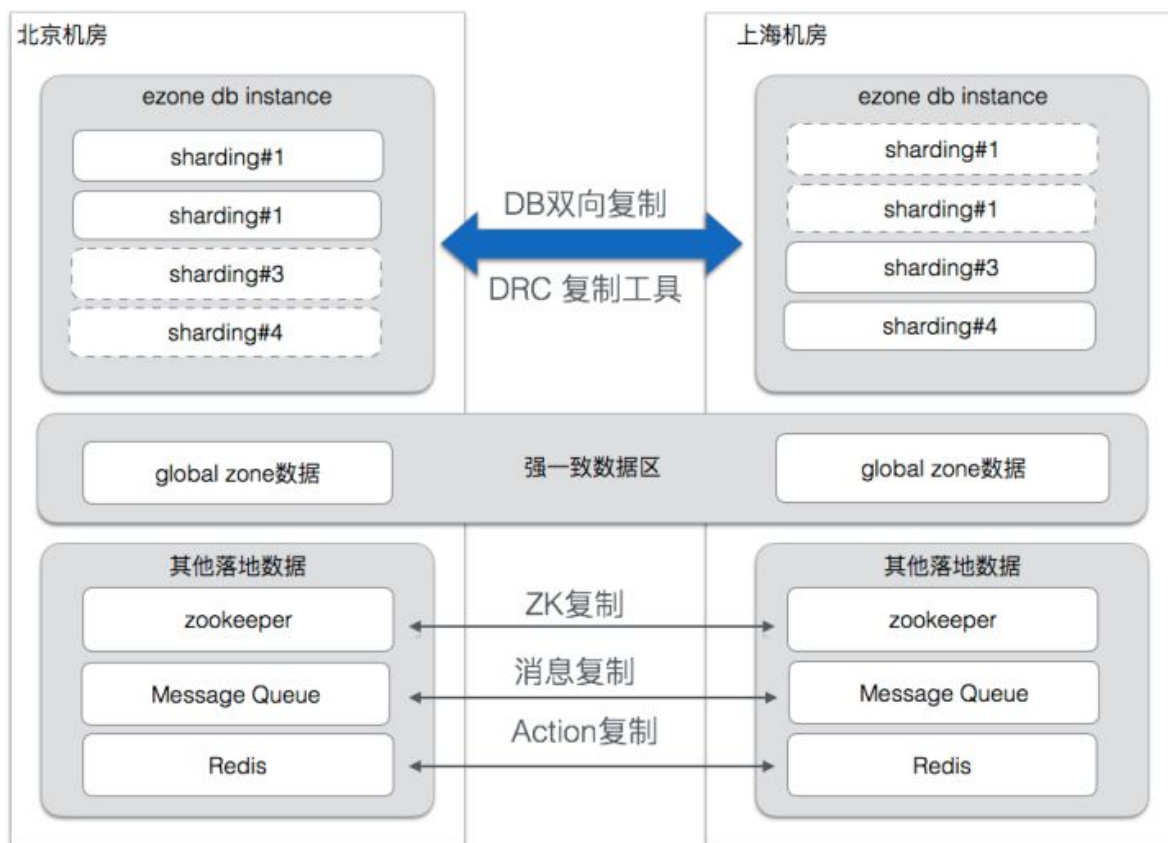 北京机房
ezone db instance
sharding#1
sharding#1
sharding#3
sharding#4
DB双向复制
DRC 复制工具
上海机房
ezone db instance
sharding#1
sharding#1
sharding#3
sharding#4
global zone数据
强一致数据区
global zone数据
其他落地数据
zookeeper
Message Queue
Redis
ZK复制
消息复制
Action复制
其他落地数据
zookeeper
Message Queue
Redis